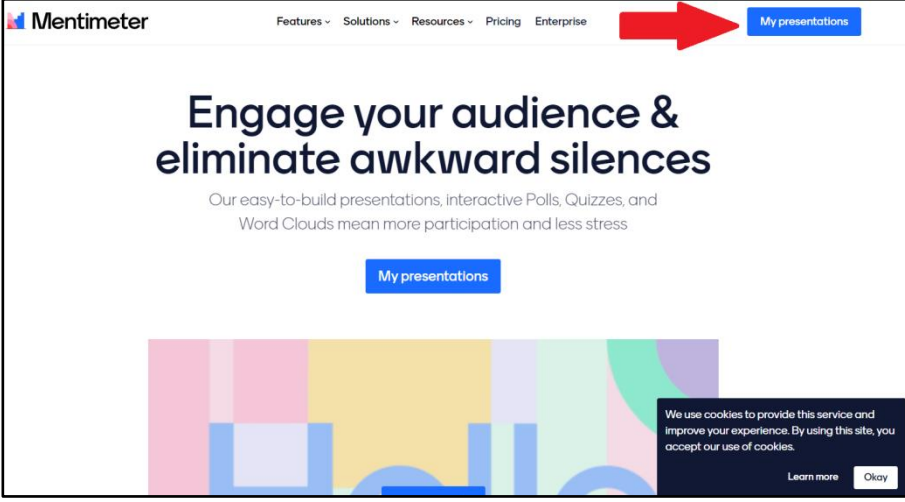 Mentimeter
Features Solutions Resources Pricing Enterprise
My presentations
Engage your audience &
eliminate awkward silences
Our easy-to-build presentations, interactive Polls, Quizzes, and
Word Clouds mean more participation and less stress
My presentations
Hello
We use cookies to provide this service and
improve your experience. By using this site, you
accept our use of cookies.
Learn more Okay